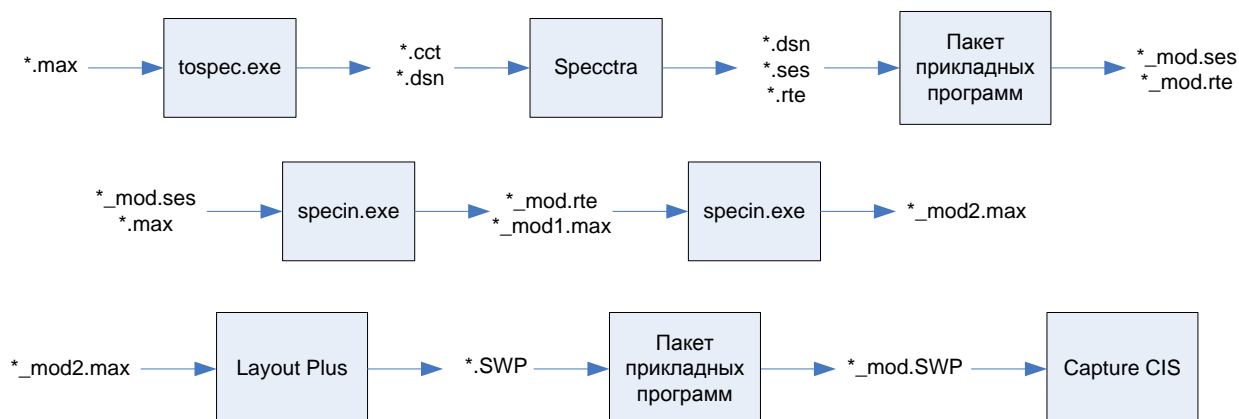 *.max
tospec.exe
*.cct
*.dsn
Specctra
*.dsn
*.ses
*.rte
Пакет
прикладных
программ
*_mod.ses
*_mod.rte
*_mod.ses
*.max
specin.exe
*_mod.rte
*_mod1.max
specin.exe
*_mod2.max
*_mod2.max
Layout Plus
*.SWP
Пакет
прикладных
программ
*_mod.SWP
Capture CIS